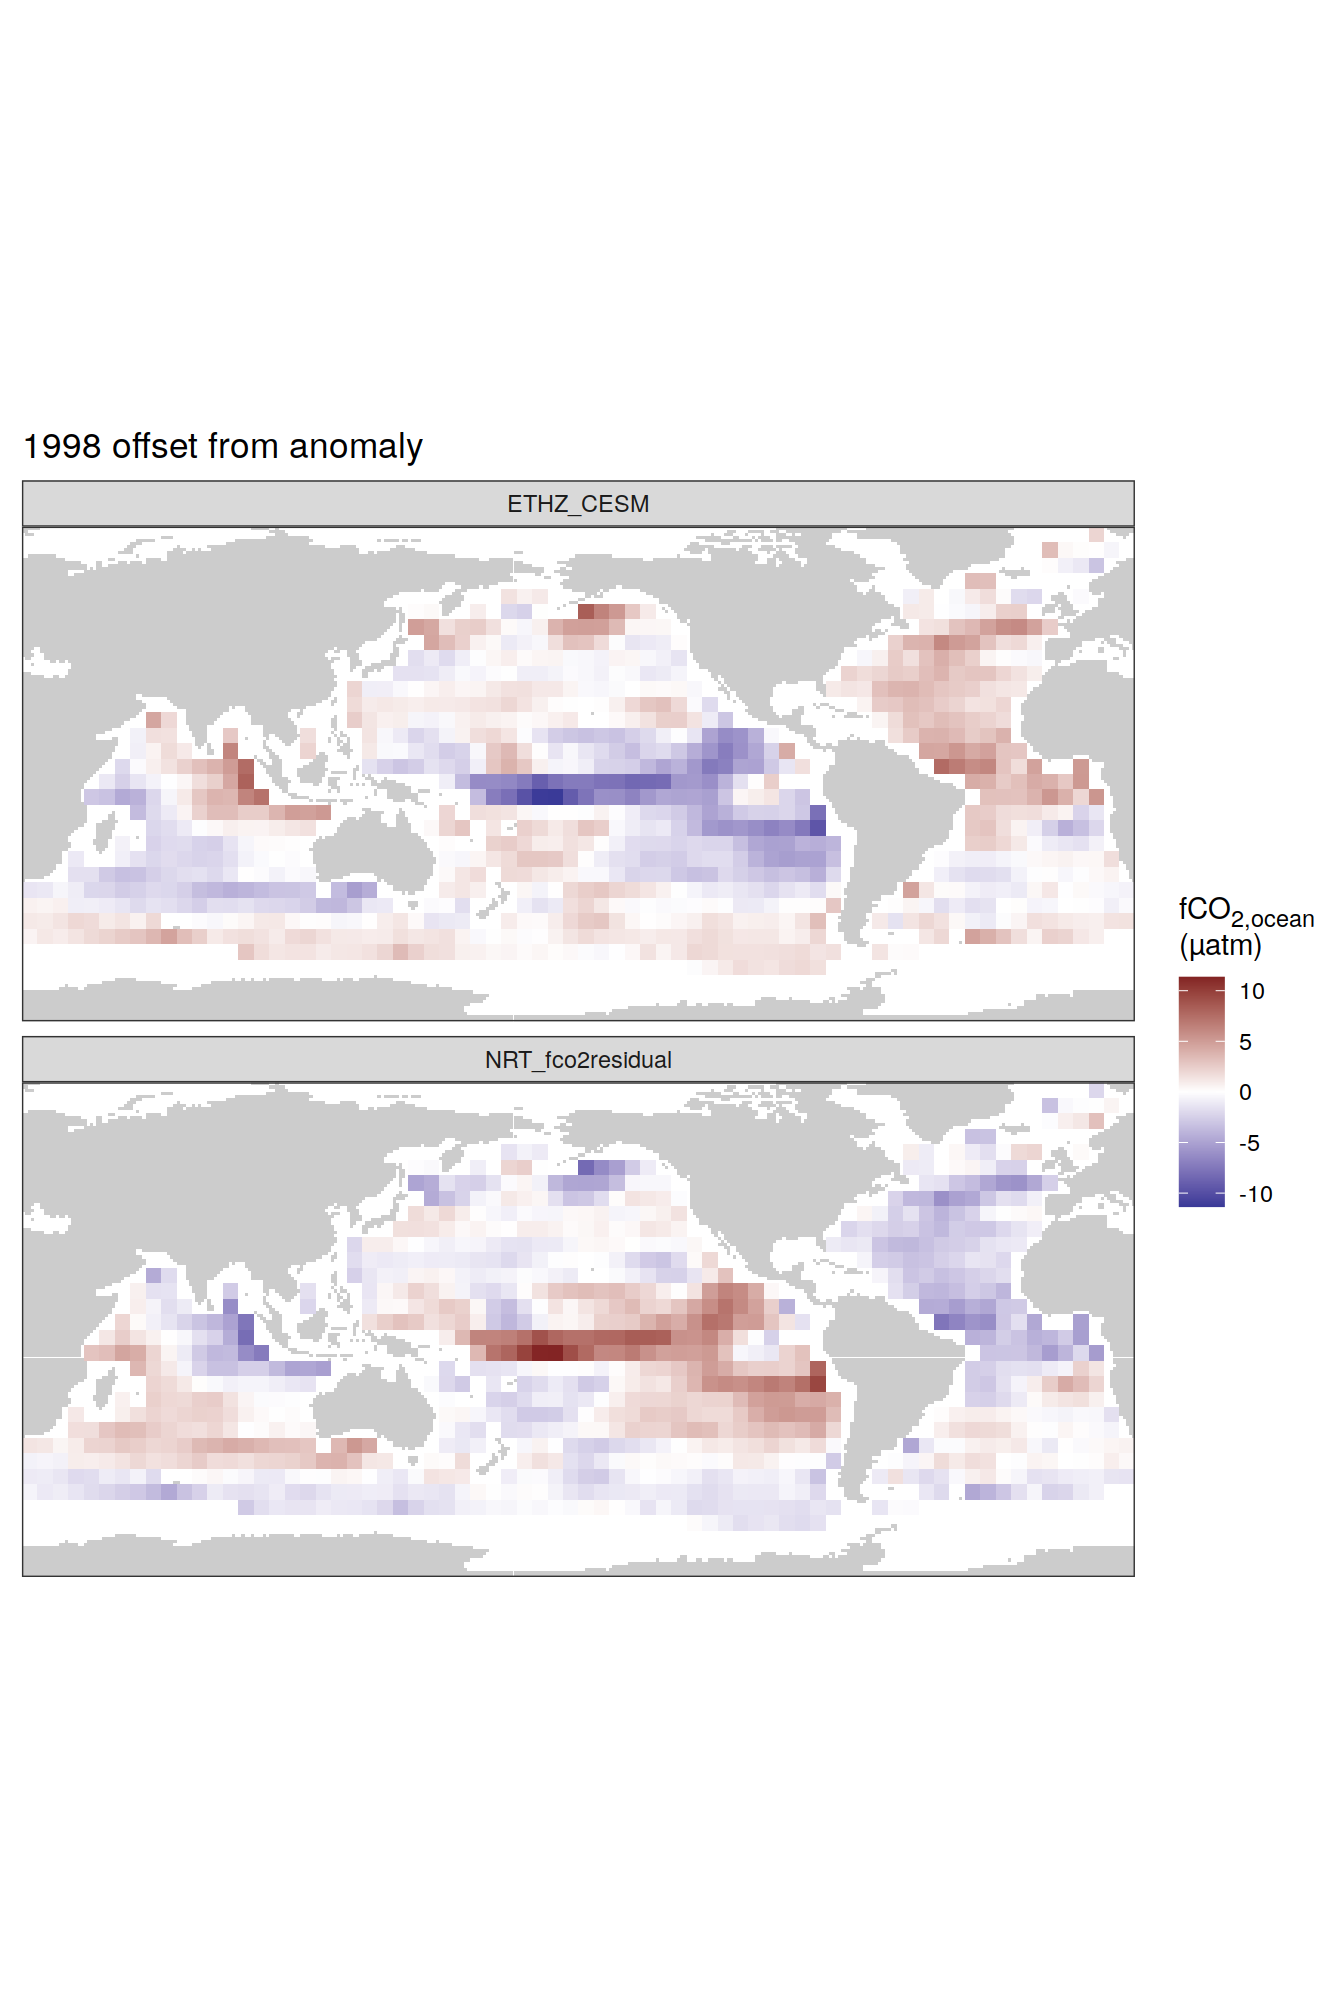 1998 offset from anomaly
ETHZ_CESM
NRT_fco2residual
fCO2,ocean
(µatm)
10
5
0
-5
-10